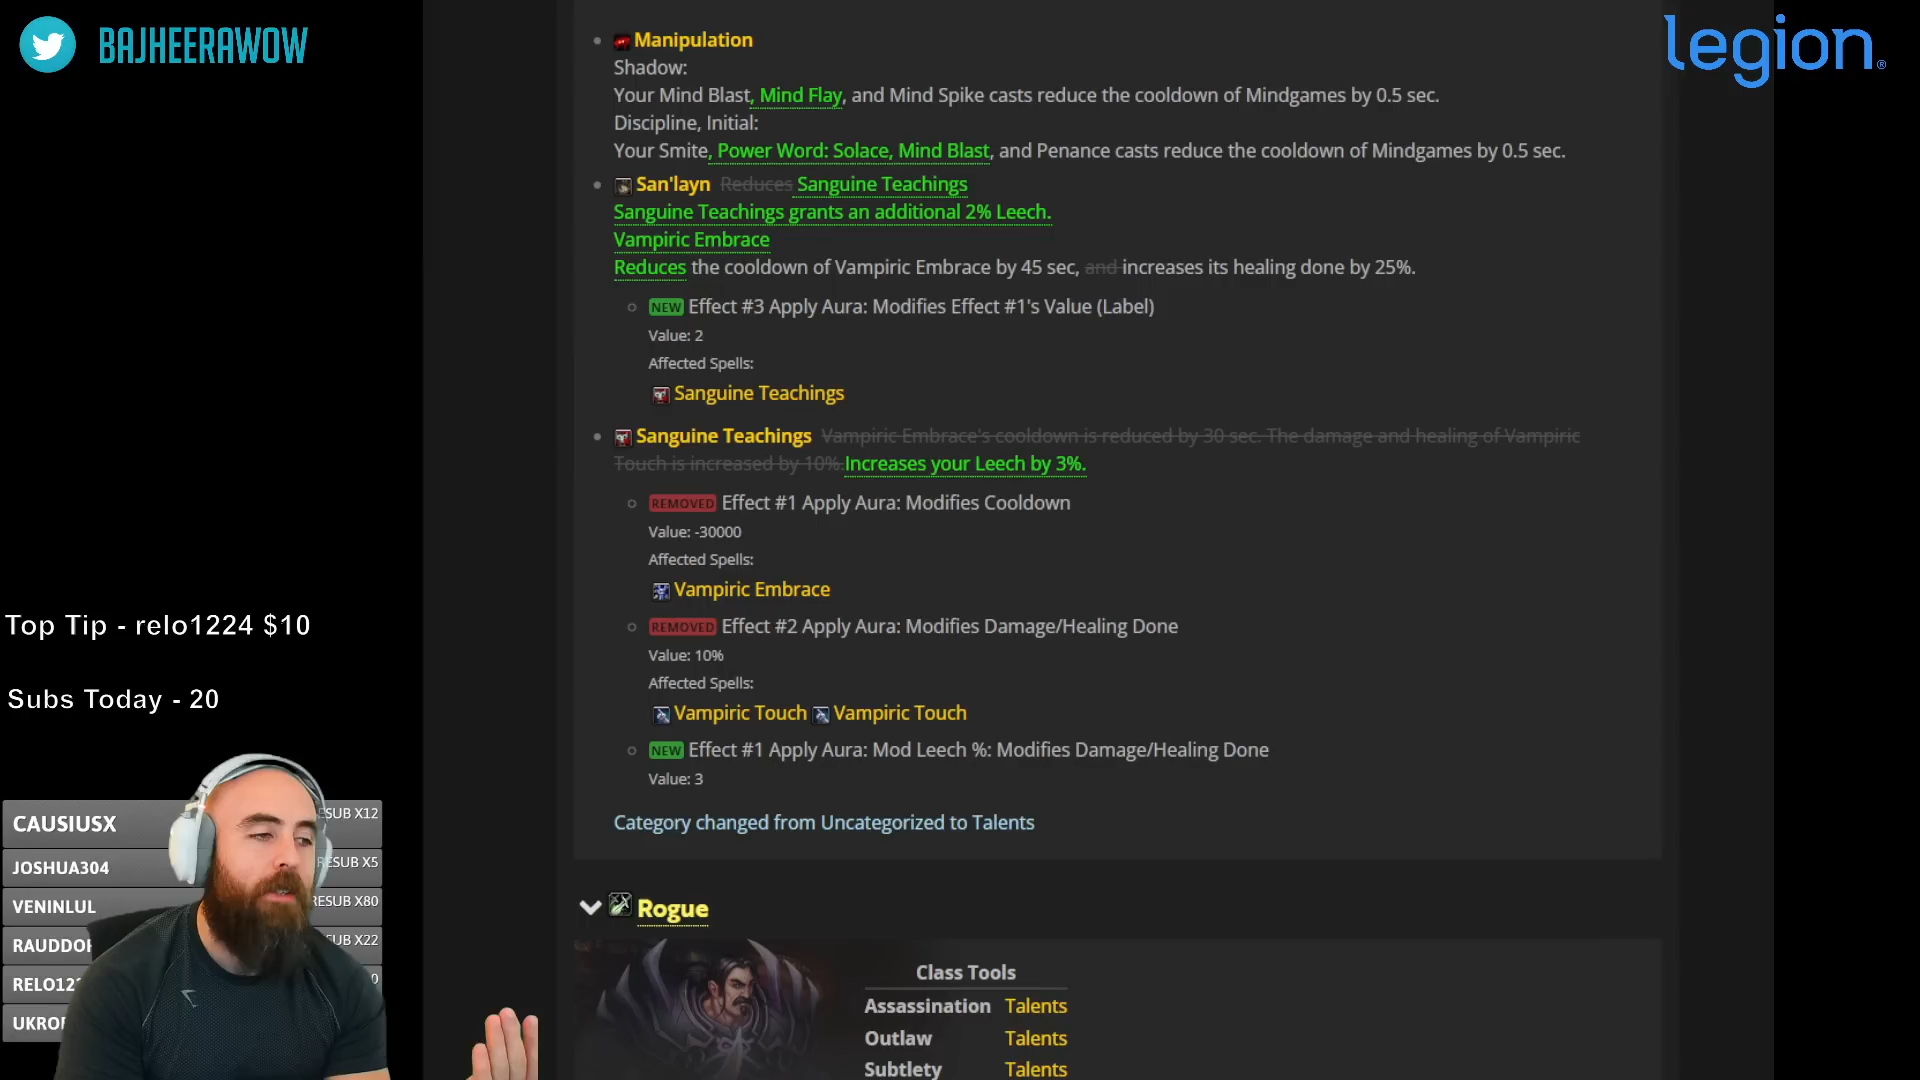 BAJHEERAWOW
legion®
Manipulation
Shadow:
Your Mind Blast, Mind Flay, and Mind Spike casts reduce the cooldown of Mindgames by 0.5 sec.
Discipline, Initial:
Your Smite, Power Word: Solace, Mind Blast, and Penance casts reduce the cooldown of Mindgames by 0.5 sec.
San'layn Reduces Sanguine Teachings
Sanguine Teachings grants an additional 2% Leech.
Vampiric Embrace
Reduces the cooldown of Vampiric Embrace by 45 sec, and increases its healing done by 25%.
NEW Effect #3 Apply Aura: Modifies Effect #1's Value (Label)
Value: 2
Affected Spells:
Sanguine Teachings
Sanguine Teachings Vampiric Embrace's cooldown is reduced by 30 sec. The damage and healing of Vampiric
Touch is increased by 10%.Increases your Leech by 3%.
REMOVED Effect #1 Apply Aura: Modifies Cooldown
Value: -30000
Affected Spells:
Vampiric Embrace
REMOVED Effect #2 Apply Aura: Modifies Damage/Healing Done
Value: 10%
Affected Spells:
Vampiric Touch Vampiric Touch
NEW Effect #1 Apply Aura: Mod Leech %: Modifies Damage/Healing Done
Value: 3
Category changed from Uncategorized to Talents
Rogue
Class Tools
Assassination Talents
Outlaw Talents
Subtlety Talents
Top Tip - relo1224 $10
Subs Today - 20
CAUSIUSX ESUB X12
JOSHUA304 RESUB X5
VENINLUL RESUB X80
RAUDDO SUB X22
RELO12 0
UKRO